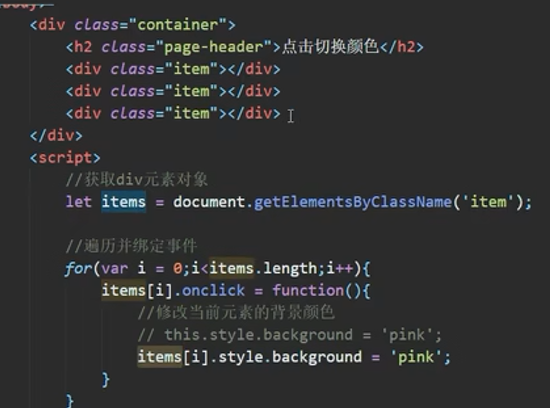 body>
<div class="container">
<h2 class="page-header">点击切换颜色</h2>
<div class="item"></div>
<div class="item"></div>
<div class="item"></div>
</div>
<script>
//获取div元素对象
let items = document.getElementsByClassName('item');
//遍历并绑定事件
for(var i = 0;i<items.length;i++){
items[i].onclick = function(){
//修改当前元素的背景颜色
// this.style.background = 'pink';
items[i].style.background = 'pink';
}
}